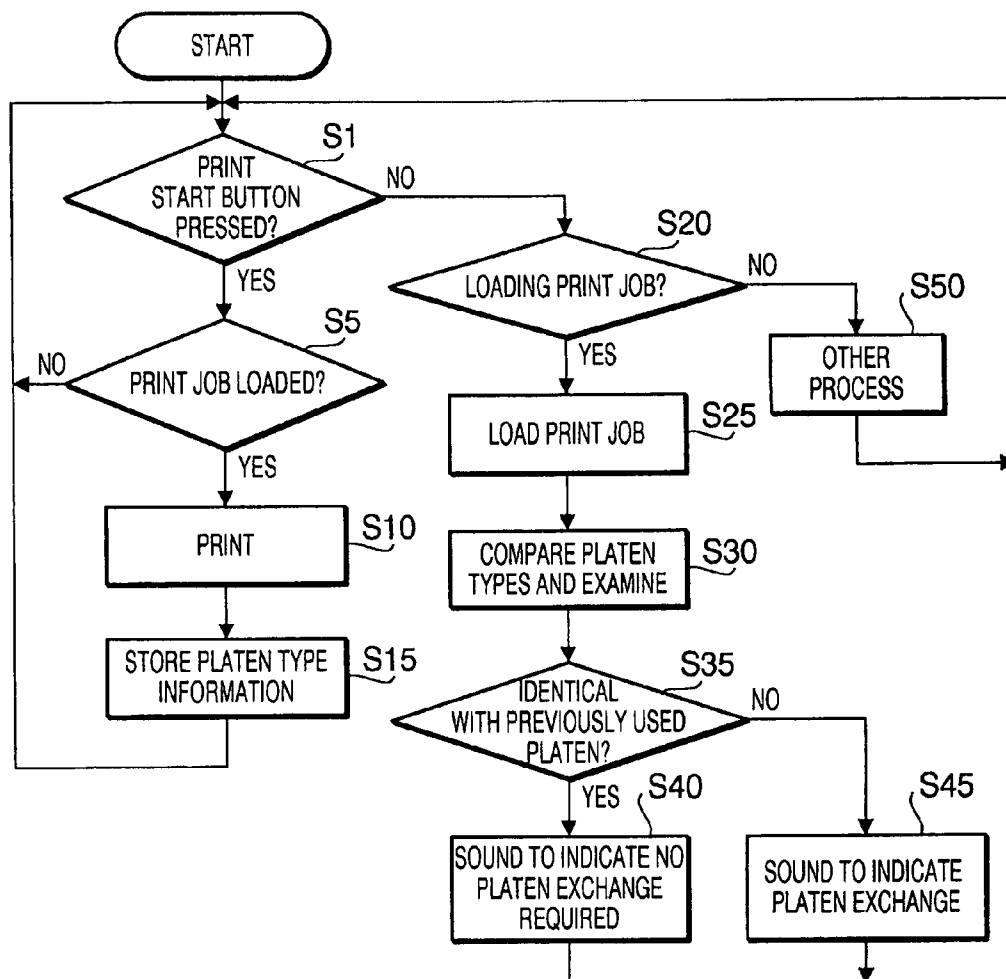 START
S1
PRINT
START BUTTON
PRESSED?
NO
YES
S20
LOADING PRINT JOB?
NO
YES
S50
OTHER
PROCESS
S5
NO
PRINT JOB LOADED?
YES
S25
LOAD PRINT JOB
S10
PRINT
S30
COMPARE PLATEN
TYPES AND EXAMINE
S15
STORE PLATEN TYPE
INFORMATION
S35
IDENTICAL
WITH PREVIOUSLY USED
PLATEN?
NO
YES
S40
SOUND TO INDICATE NO
PLATEN EXCHANGE
REQUIRED
S45
SOUND TO INDICATE
PLATEN EXCHANGE